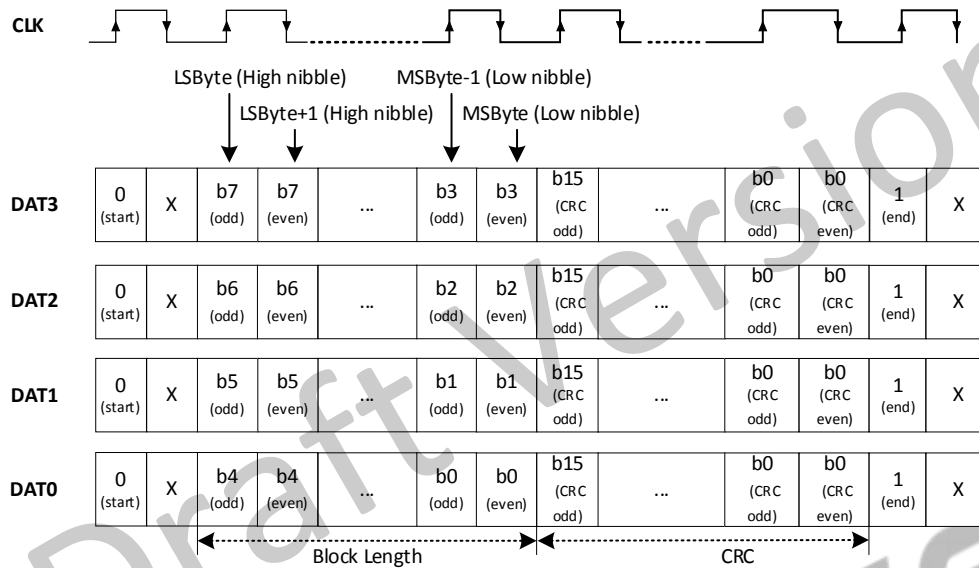 CLK
LSByte (High nibble) MSByte-1 (Low nibble)
LSByte+1 (High nibble) MSByte (Low nibble)
DAT3 0 (start) X b7 (odd) b7 (even) ... b3 (odd) b3 (even) b15 (CRC odd) ... b0 (CRC odd) b0 (CRC even) 1 (end) X
DAT2 0 (start) X b6 (odd) b6 (even) ... b2 (odd) b2 (even) b15 (CRC odd) ... b0 (CRC odd) b0 (CRC even) 1 (end) X
DAT1 0 (start) X b5 (odd) b5 (even) ... b1 (odd) b1 (even) b15 (CRC odd) ... b0 (CRC odd) b0 (CRC even) 1 (end) X
DAT0 0 (start) X b4 (odd) b4 (even) ... b0 (odd) b0 (even) b15 (CRC odd) ... b0 (CRC odd) b0 (CRC even) 1 (end) X
Block Length CRC
Draft Version